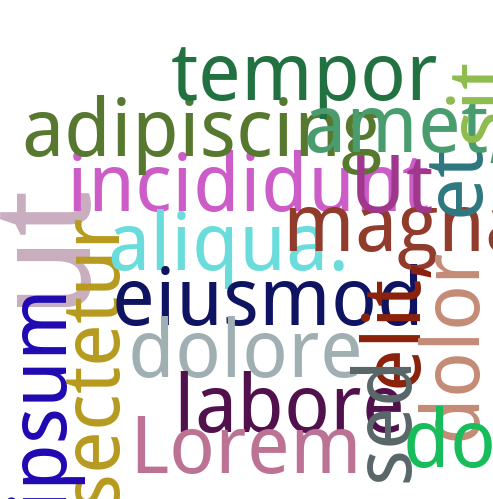 tempor
sit
adipiscing
amet,
incididunt
Ut
et
ut
magna
aliqua.
sectetur
eiusmod
elit,
dolor
ipsum
dolore
labore
sed
Lorem
do